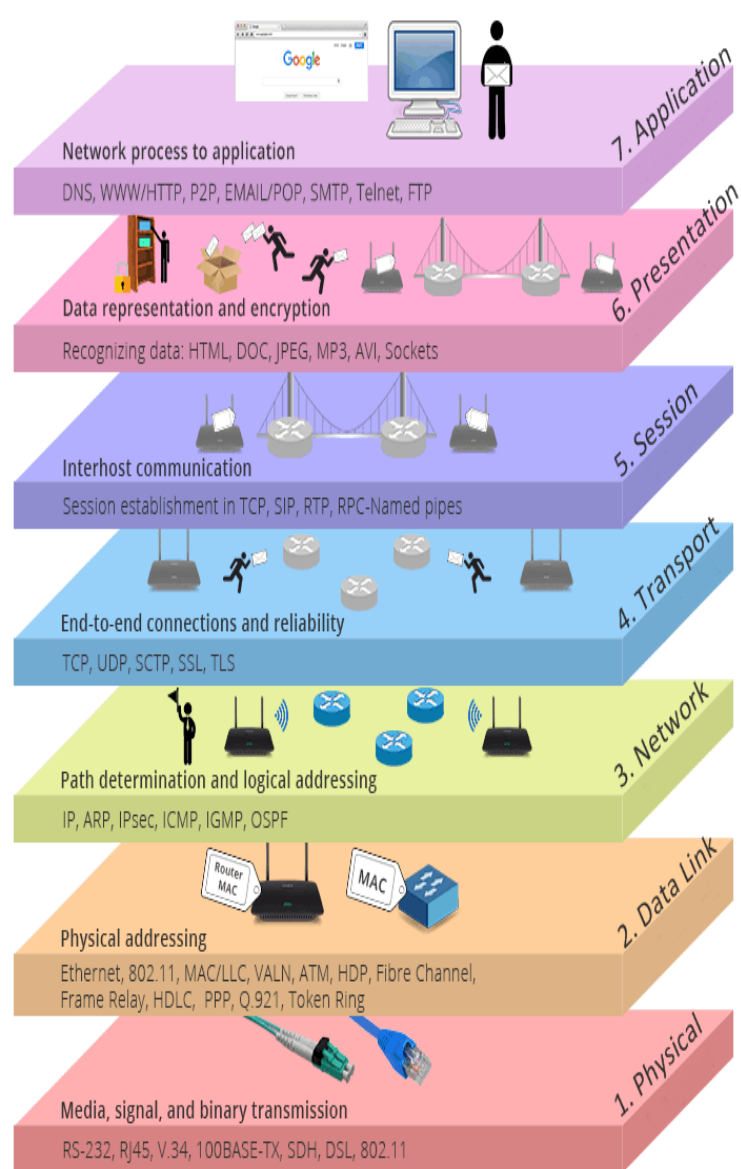 Google
7. Application
Network process to application
DNS, WWW/HTTP, P2P, EMAIL/POP, SMTP, Telnet, FTP
6. Presentation
Data representation and encryption
Recognizing data: HTML, DOC, JPEG, MP3, AVI, Sockets
5. Session
Interhost communication
Session establishment in TCP, SIP, RTP, RPC-Named pipes
4. Transport
End-to-end connections and reliability
TCP, UDP, SCTP, SSL, TLS
3. Network
Path determination and logical addressing
IP, ARP, IPsec, ICMP, IGMP, OSPF
Router
MAC
MAC
2. Data Link
Physical addressing
Ethernet, 802.11, MAC/LLC, VALN, ATM, HDP, Fibre Channel,
Frame Relay, HDLC, PPP, Q.921, Token Ring
1. Physical
Media, signal, and binary transmission
RS-232, RJ45, V.34, 100BASE-TX, SDH, DSL, 802.11